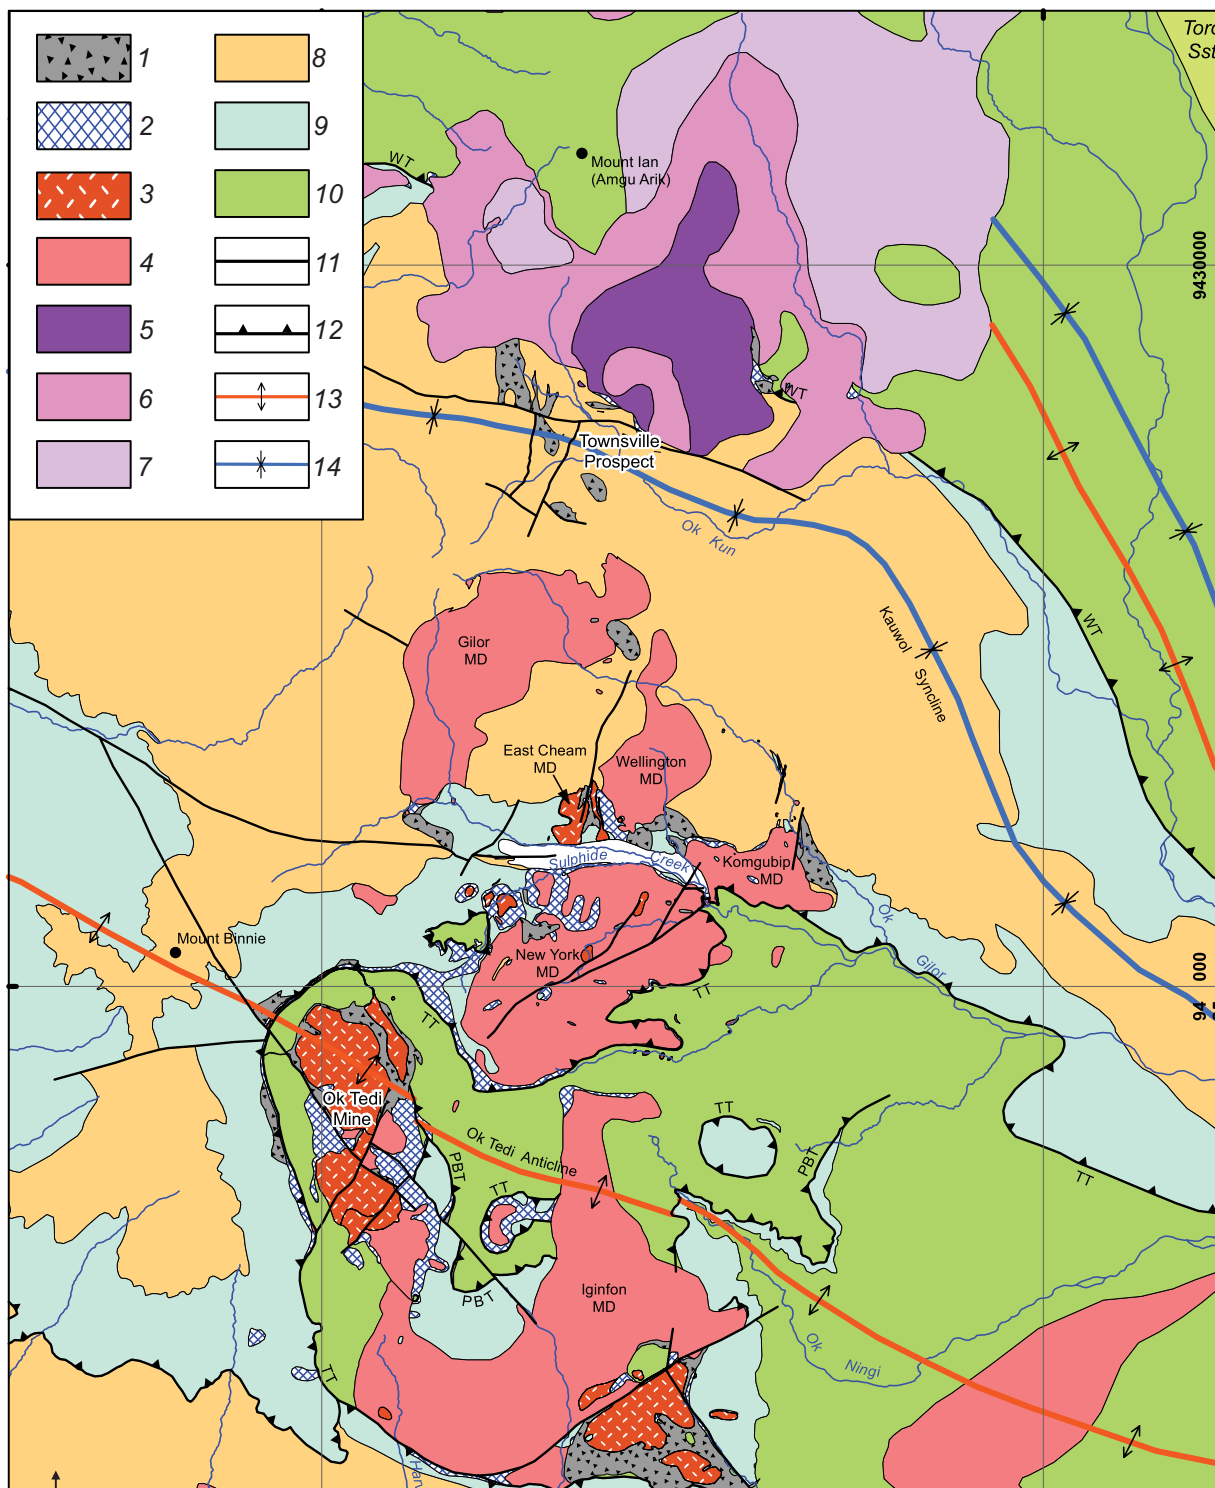 1
2
3
4
5
6
7
8
9
10
11
12
13
14
Sst
WT
Mount Ian
(Amgu Arik)
9430000
WT
Townsville
Prospect
Ok Kun
Kauwol Syncline
WT
Gilor
MD
East Cheam
MD
Wellington
MD
Sulphide Creek
Komgubip
MD
Ok
Gilor
Mount Binnie
New York
MD
TT
TT
94 000
Ok Tedi
Mine
Ok Tedi Anticline
PBT
TT
TT
PBT
TT
PBT
Iginfon
MD
Ok
Ningi
TT